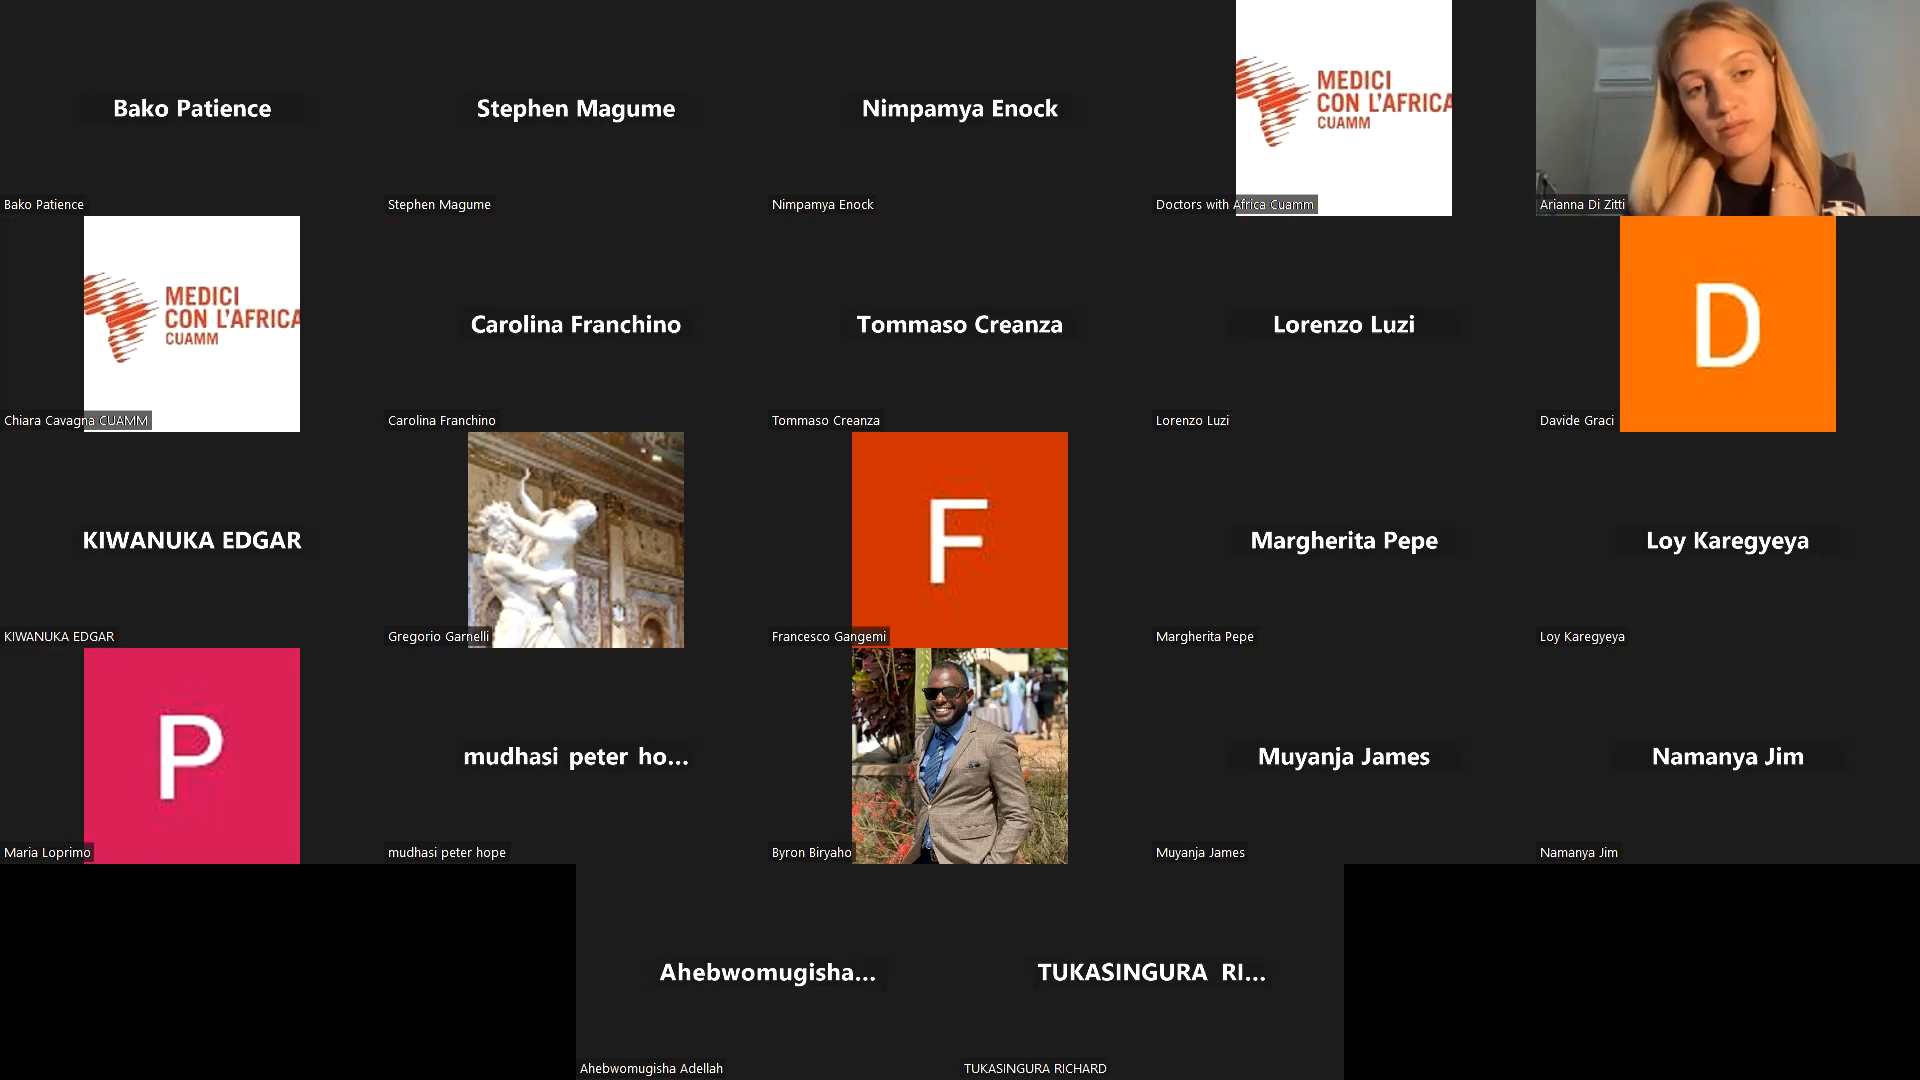 Bako Patience
Stephen Magume
Nimpamya Enock
MEDICI
CON L'AFRICA
CUAMM
Bako Patience
Stephen Magume
Nimpamya Enock
Doctors with Africa Cuamm
Arianna Di Zitti
MEDICI
CON L'AFRICA
CUAMM
Carolina Franchino
Tommaso Creanza
Lorenzo Luzi
D
Chiara Cavagna CUAMM
Carolina Franchino
Tommaso Creanza
Lorenzo Luzi
Davide Graci
KIWANUKA EDGAR
F
Margherita Pepe
Loy Karegyeya
KIWANUKA EDGAR
Gregorio Garnelli
Francesco Gangemi
Margherita Pepe
Loy Karegyeya
P
mudhasi peter ho...
Muyanja James
Namanya Jim
Maria Loprimo
mudhasi peter hope
Byron Biryaho
Muyanja James
Namanya Jim
Ahebwomugisha...
TUKASINGURA RI...
Ahebwomugisha Adellah
TUKASINGURA RICHARD